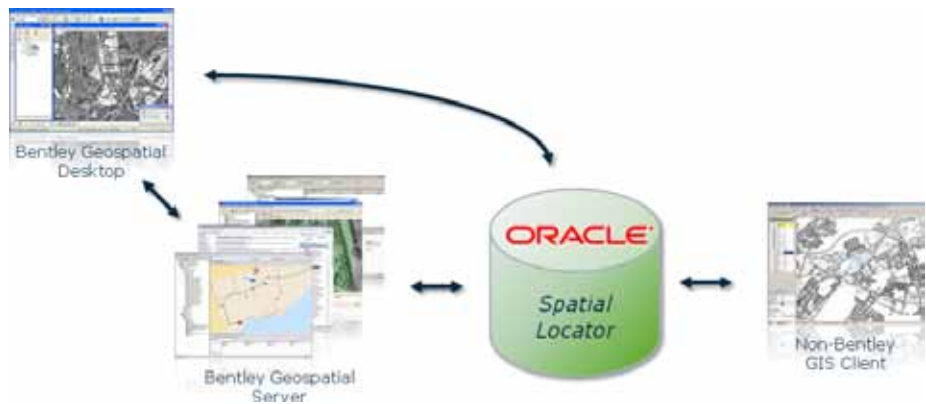 Bentley Geospatial
Desktop
ORACLE
Spatial
Locator
Bentley Geospatial
Server
Non-Bentley
GIS Client